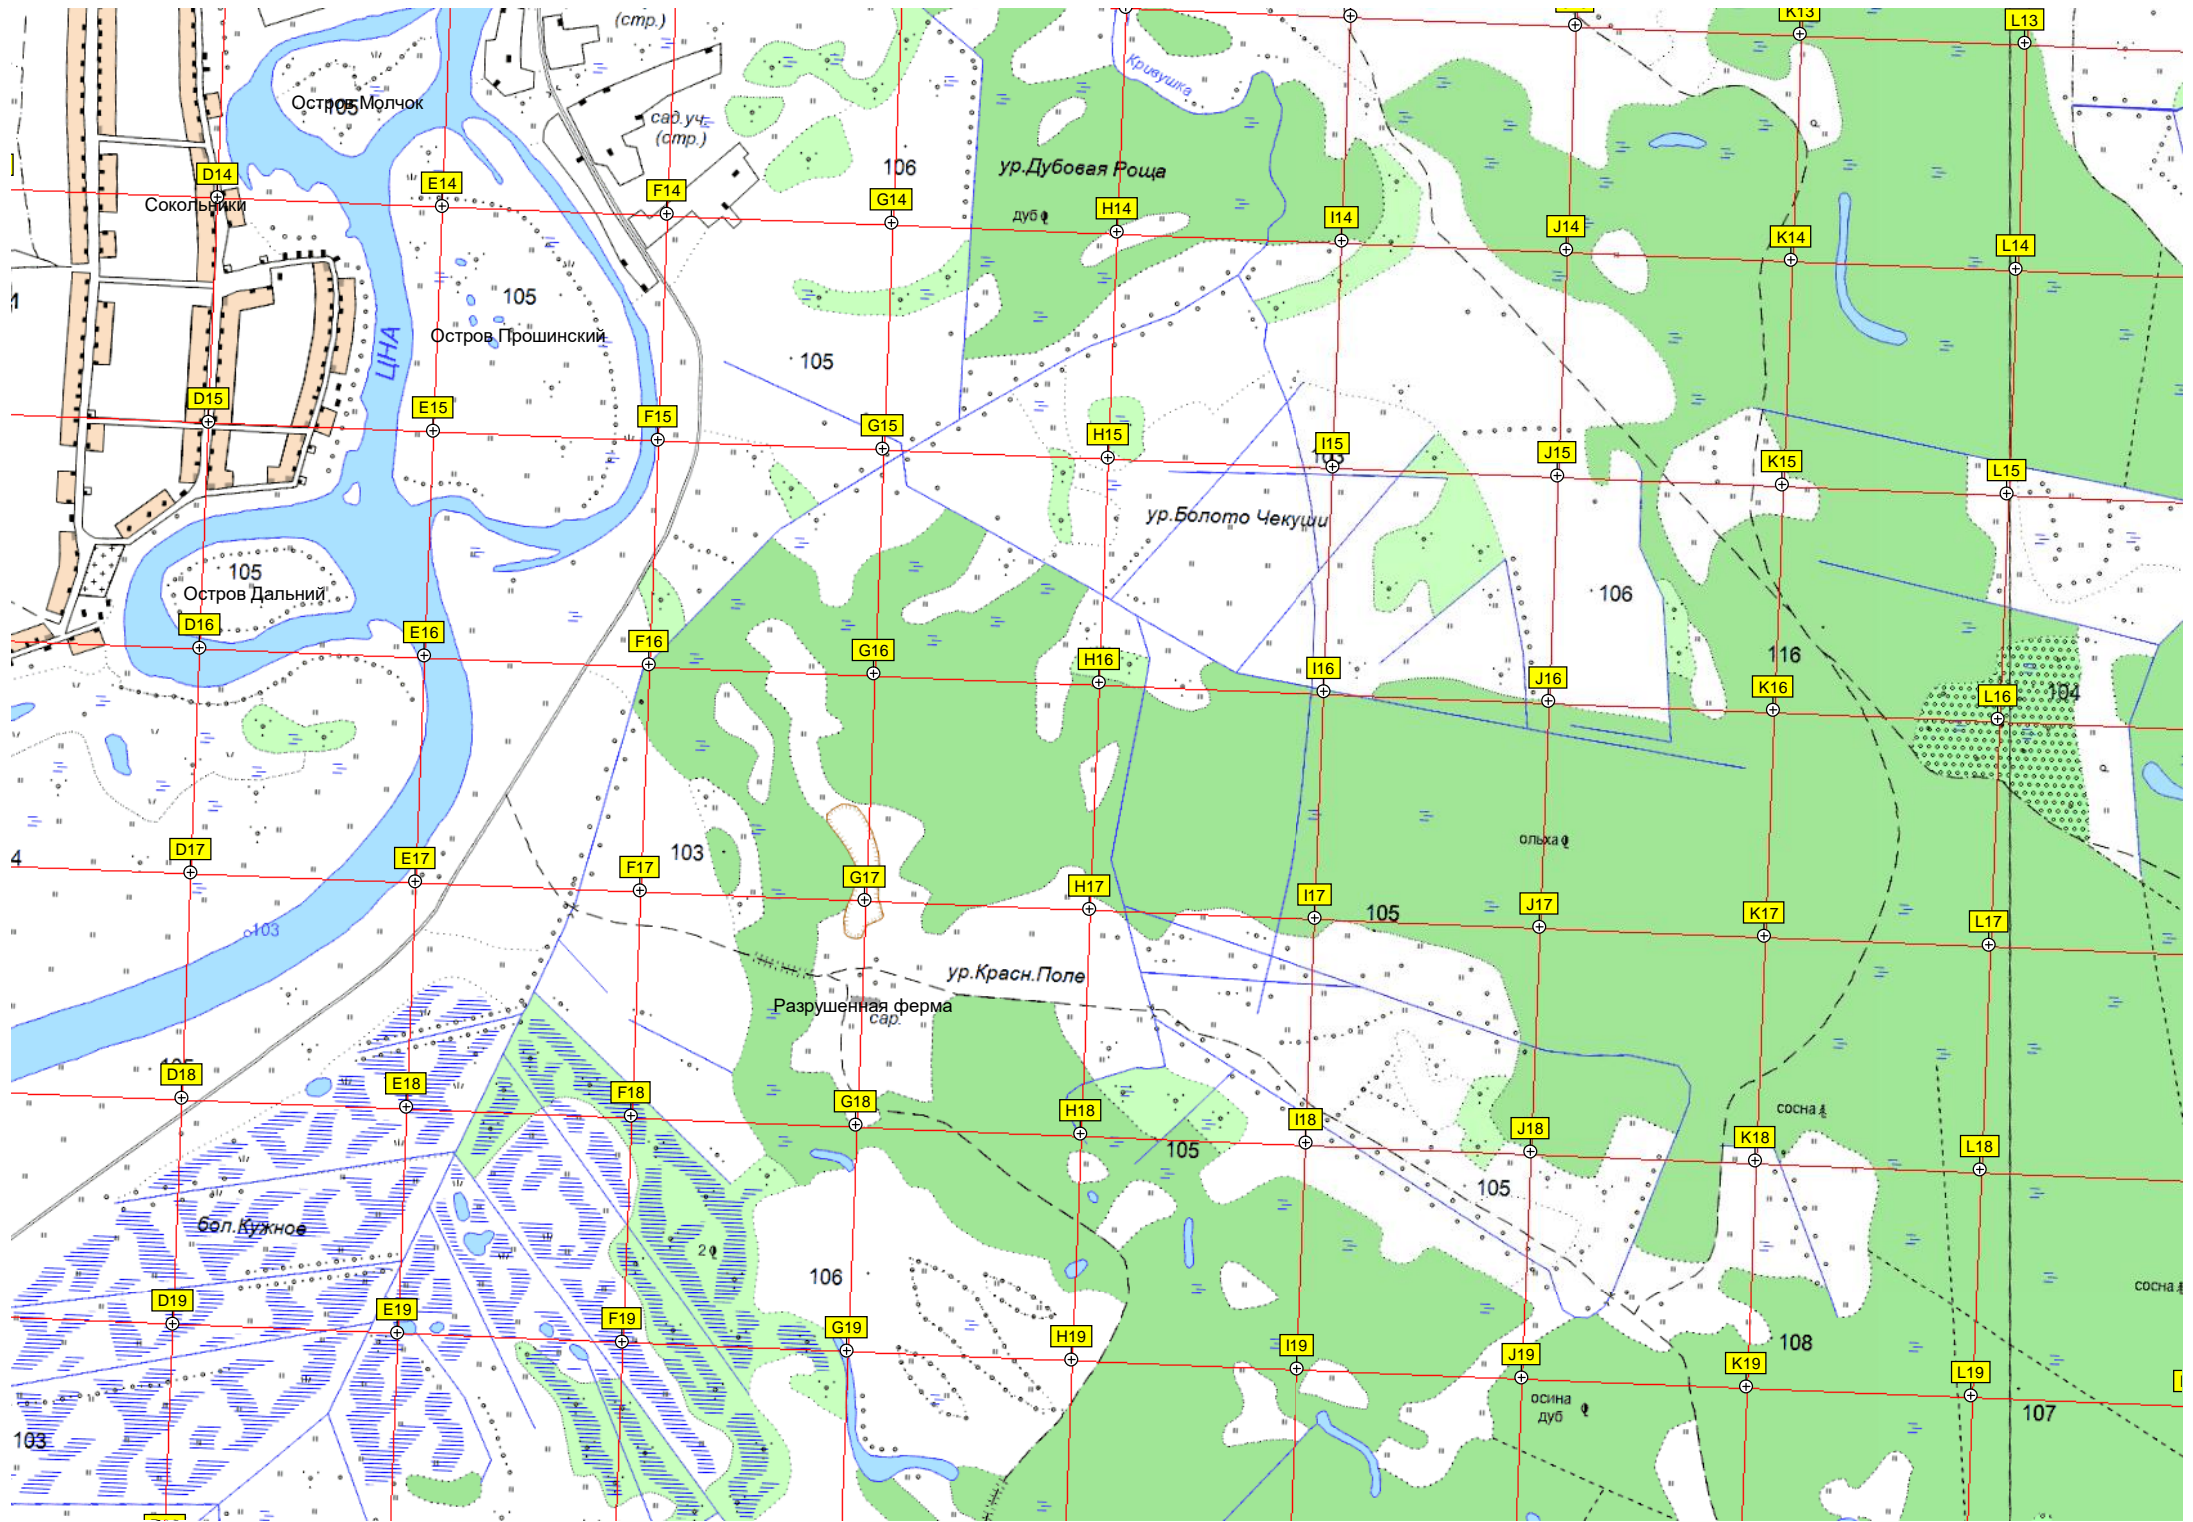 (стр.)
K13
L13
Остров Молчок
105
Кривушка
сад.уч.
(стр.)
106
ур.Дубовая Роща
D14
E14
F14
G14
дуб
H14
I14
J14
K14
L14
Сокольники
105
ЦНА
Остров Прошинский
105
D15
E15
F15
G15
H15
I15
J15
K15
L15
ур.Болото Чекуши
105
Остров Дальний
106
D16
E16
F16
G16
H16
I16
J16
K16
L16
116
104
ольха
103
4
D17
E17
F17
G17
H17
I17
J17
K17
L17
105
103
ур.Красн.Поле
Разрушенная ферма
сар.
D18
E18
F18
G18
H18
I18
J18
K18
L18
сосна
105
105
бол.Кужное
2
106
сосна
D19
E19
F19
G19
H19
I19
J19
K19
L19
108
осина
дуб
107
103